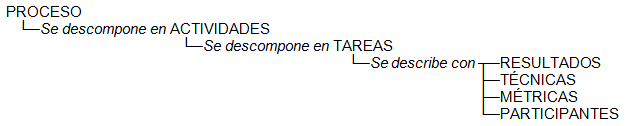 PROCESO
Se descompone en ACTIVIDADES
Se descompone en TAREAS
Se describe con RESULTADOS
TÉCNICAS
MÉTRICAS
PARTICIPANTES